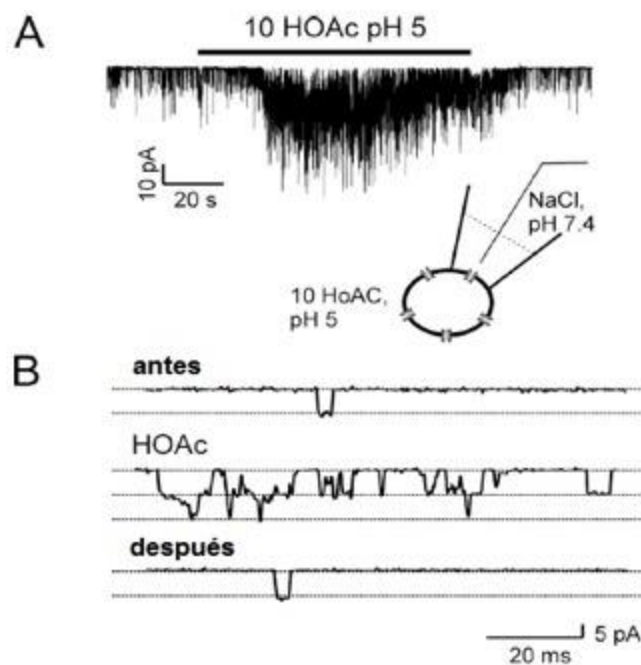 A
10 HOAc pH 5
10 pA
20 s
NaCl,
pH 7.4
10 HoAC,
pH 5
B
antes
HOAc
después
5 pA
20 ms